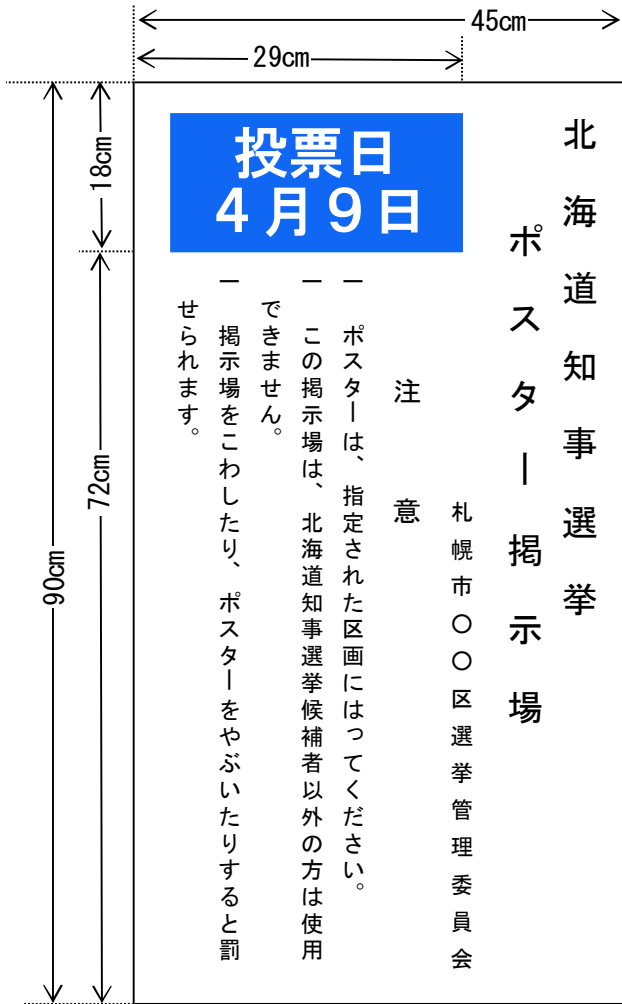 45cm
29cm
18cm
72cm
90cm
投票日
4月9日
北海道知事選挙
ポスター掲示場
札幌市〇〇区選挙管理委員会
注意
一 ポスターは、指定された区画にはってください。
一 この掲示場は、北海道知事選挙候補者以外の方は使用
できません。
一 掲示場をこわしたり、ポスターをやぶいたりすると罰
せられます。